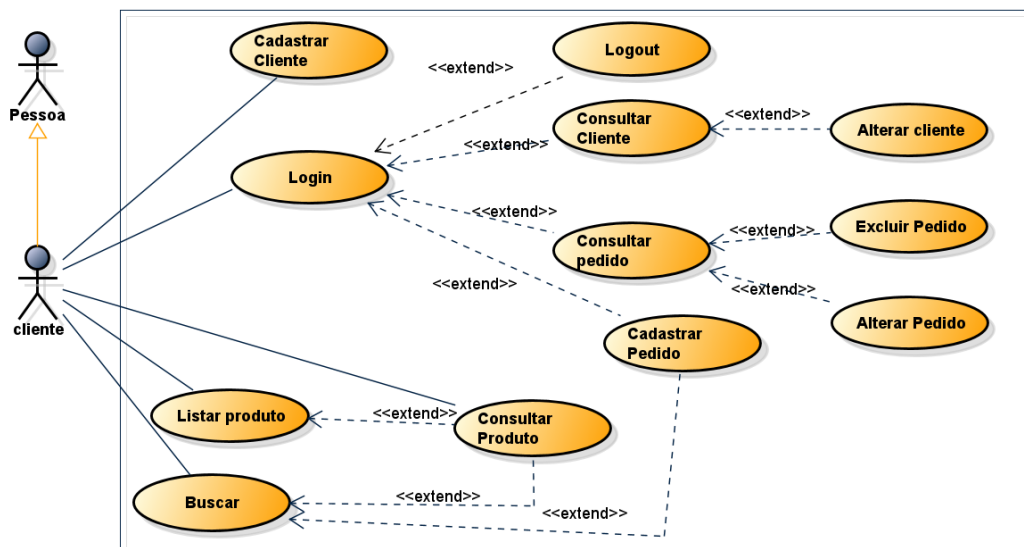 Cadastrar
Cliente
Logout
<<extend>>
Pessoa
Consultar
Cliente
<<extend>>
<<extend>>
Alterar cliente
Login
<<extend>>
Consultar
pedido
<<extend>>
Excluir Pedido
<<extend>>
<<extend>>
Alterar Pedido
cliente
Cadastrar
Pedido
Listar produto
<<extend>>
Consultar
Produto
Buscar
<<extend>>
<<extend>>